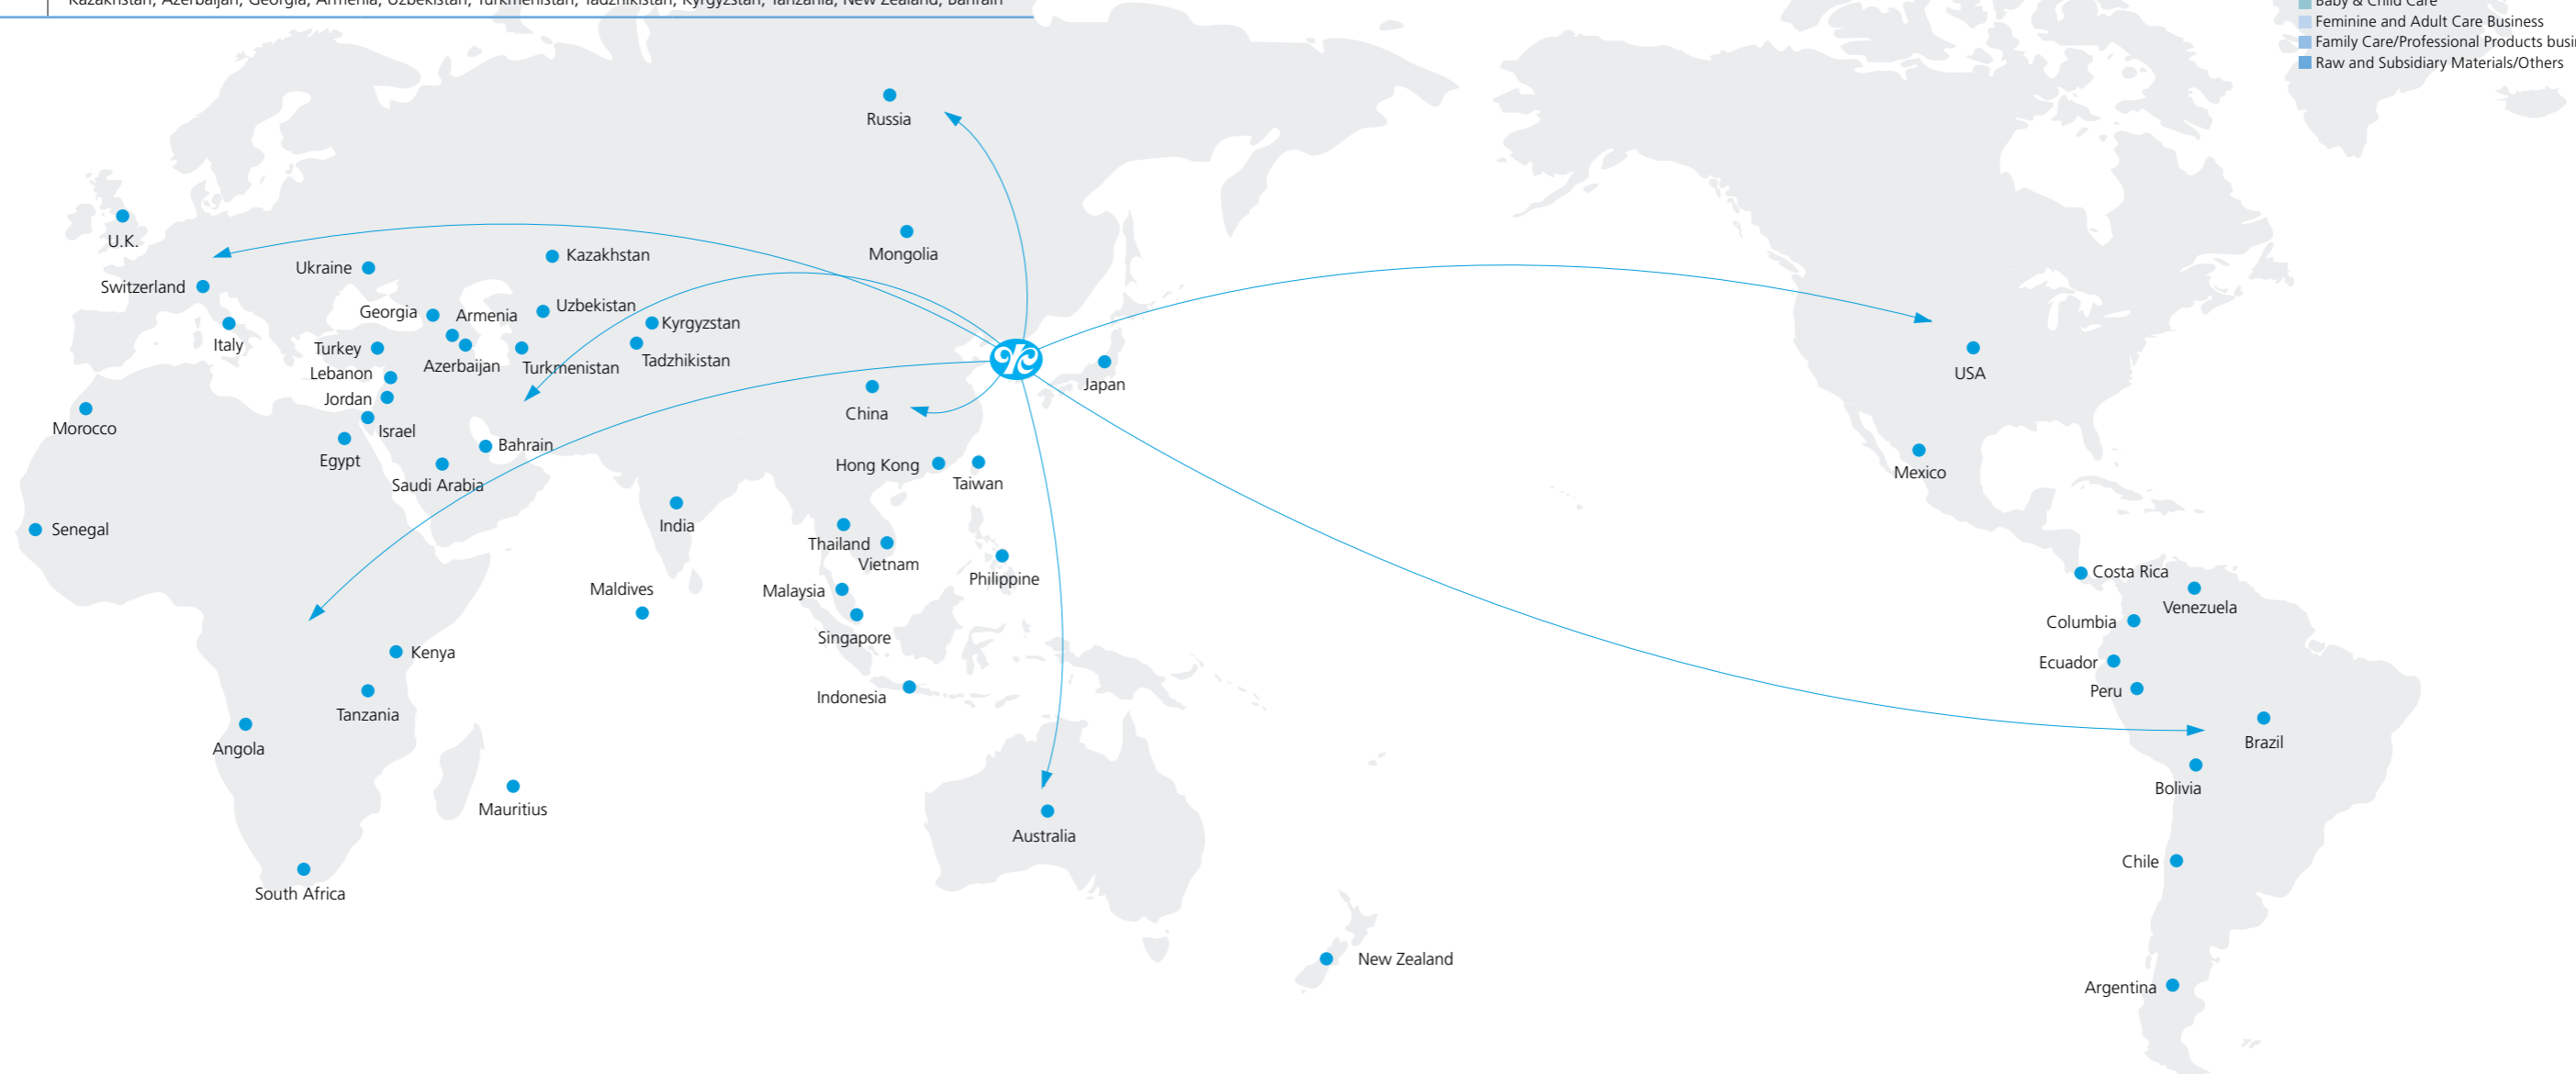 Kazakhstan, Azerbaijan, Georgia, Armenia, Uzbekistan, Turkmenistan, Tadzhikistan, Kyrgyzstan, Tanzania, New Zealand, Bahrain
Baby & Child Care
Feminine and Adult Care Business
Family Care/Professional Products busi
Raw and Subsidiary Materials/Others
Russia
U.K.
Mongolia
Kazakhstan
Ukraine
Switzerland
Uzbekistan
Georgia
Armenia
Kyrgyzstan
Italy
Turkey
Azerbaijan
Turkmenistan
Tadzhikistan
Lebanon
Japan
USA
Jordan
China
Morocco
Israel
Bahrain
Egypt
Hong Kong
Mexico
Saudi Arabia
Taiwan
Senegal
India
Thailand
Vietnam
Philippine
Costa Rica
Maldives
Malaysia
Venezuela
Columbia
Singapore
Kenya
Ecuador
Peru
Indonesia
Tanzania
Angola
Brazil
Bolivia
Mauritius
Australia
Chile
South Africa
New Zealand
Argentina